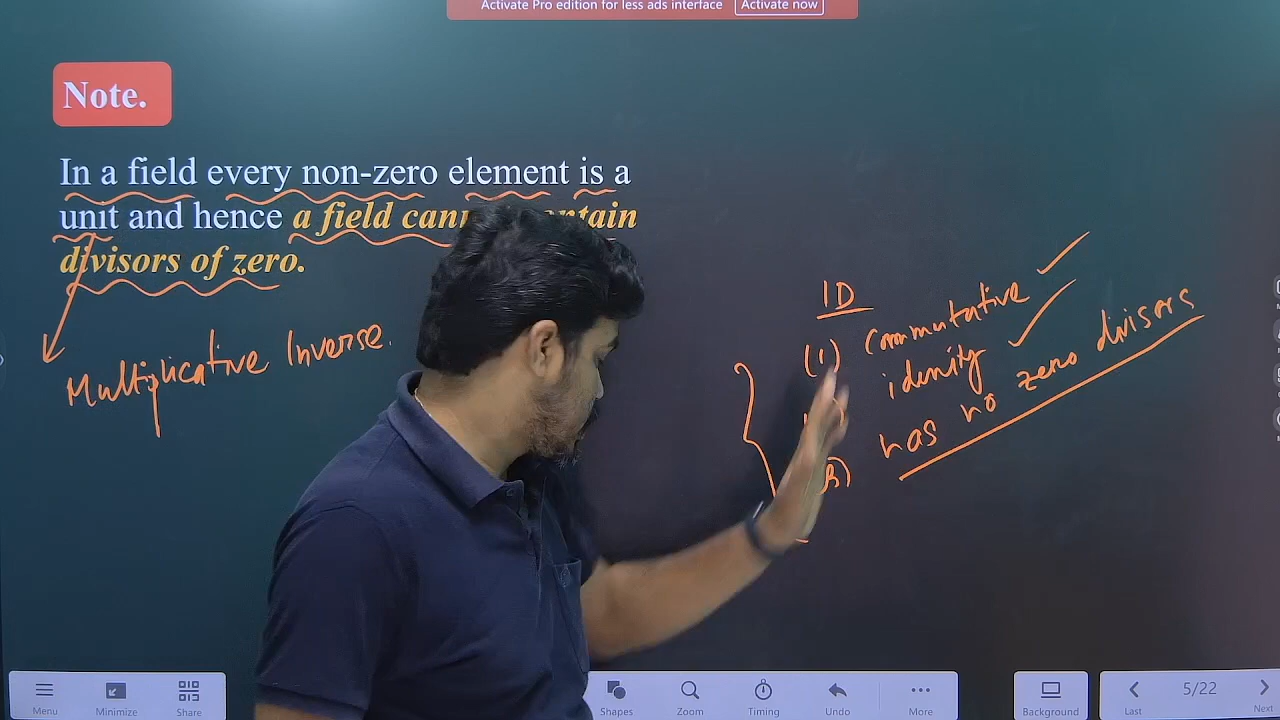 Activate Pro edition for less ads interface Activate now
Note.
In a field every non-zero element is a
unit and hence a field
divisors of zero.
Multiplicative Inverse.
ID
(1) Commutative
idenity
has no zero divisors
Menu Minimize Share Shapes Zoom Timing Undo More Background Last 5/22 Next